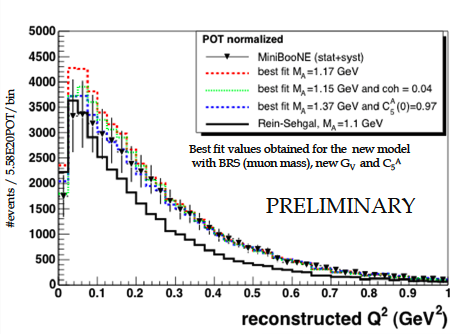 POT normalized
MiniBooNE (stat+syst)
best fit M_A=1.17 GeV
best fit M_A=1.15 GeV and coh = 0.04
best fit M_A=1.37 GeV and C_5^A(0)=0.97
Rein-Sehgal, M_A=1.1 GeV
Best fit values obtained for the new model
with BRS (muon mass), new G_V and C_5^A
PRELIMINARY
#events / 5.58E20POT/ bin
5000
4500
4000
3500
3000
2500
2000
1500
1000
500
0
0 0.1 0.2 0.3 0.4 0.5 0.6 0.7 0.8 0.9 1
reconstructed Q² (GeV²)